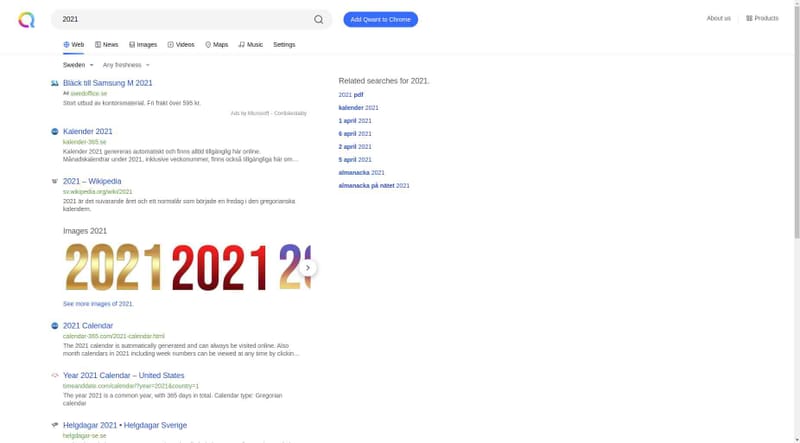 2021
Add Qwant to Chrome
About us
Products
Web
News
Images
Videos
Maps
Music
Settings
Sweden
Any freshness
Bläck till Samsung M 2021
Ad swedoffice.se
Stort utbud av kontorsmaterial. Fri frakt över 595 kr.
Ads by Microsoft -
Kalender 2021
kalender-365.se
Kalender 2021 genereras automatiskt och finns alltid tillgänglig här online.
Månadskalendrar under 2021, inklusive veckonummer, finns också tillgängliga här om...
2021 – Wikipedia
sv.wikipedia.org/wiki/2021
2021 är det nuvarande året och ett normalår som började en fredag i den gregorianska
kalendern.
Images 2021
2021
2021
2
See more images of 2021.
2021 Calendar
calendar-365.com/2021-calendar.html
The 2021 calendar is automatically generated and can always be visited online. Also
month calendars in 2021 including week numbers can be viewed at any time by clickin...
Year 2021 Calendar – United States
timeanddate.com/calendar/?year=2021&country=1
The year 2021 is a common year, with 365 days in total. Calendar type: Gregorian
calendar
Helgdagar 2021 • Helgdagar Sverige
helgdagar-se.se
Related searches for 2021.
2021 pdf
kalender 2021
1 april 2021
6 april 2021
2 april 2021
5 april 2021
almanacka 2021
almanacka på nätet 2021